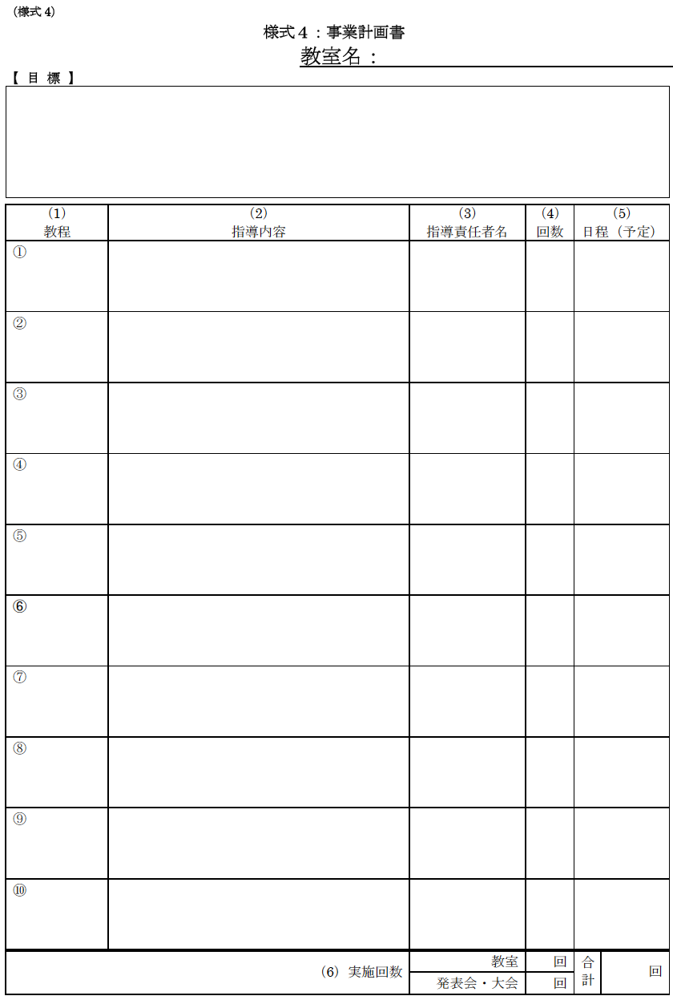 （様式 4）
様式４：事業計画書
教室名：
【 目 標 】
（1） （2） （3） （4） （5）
教程 指導内容 指導責任者名 回数 日程（予定）
①
②
③
④
⑤
⑥
⑦
⑧
⑨
⑩
（6）実施回数 教室 回 合計 回
発表会・大会 回